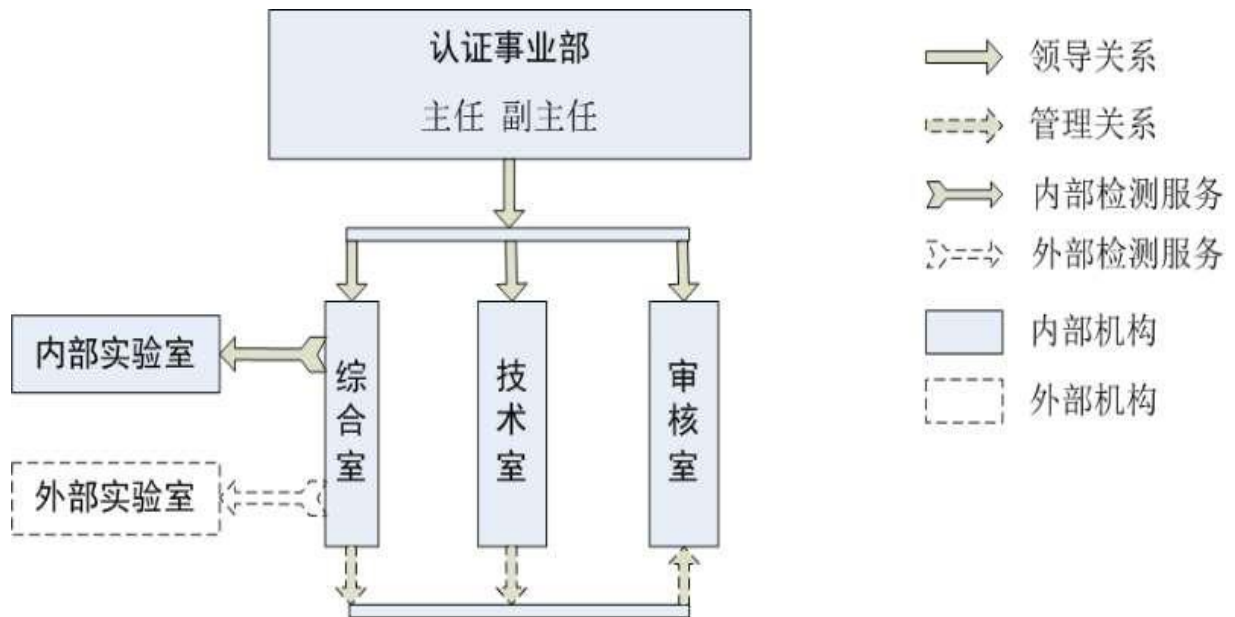 认证事业部
主任 副主任
内部实验室
外部实验室
综合室
技术室
审核室
领导关系
管理关系
内部检测服务
外部检测服务
内部机构
外部机构